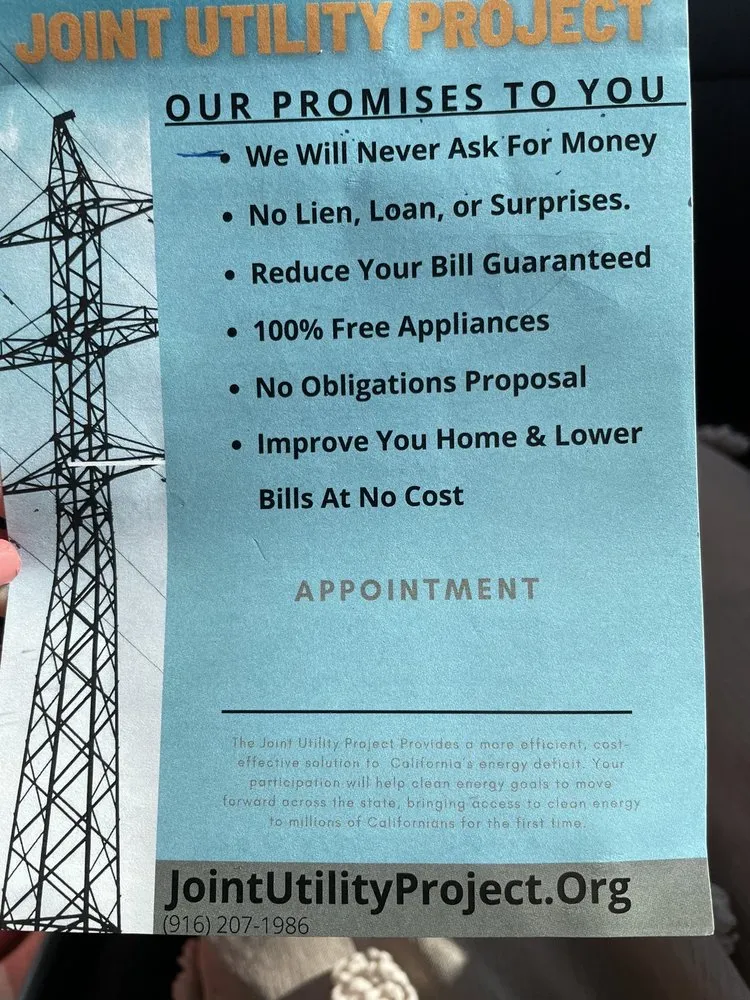 JOINT UTILITY PROJECT
OUR PROMISES TO YOU
• We Will Never Ask For Money
• No Lien, Loan, or Surprises.
• Reduce Your Bill Guaranteed
• 100% Free Appliances
• No Obligations Proposal
• Improve You Home & Lower
Bills At No Cost
APPOINTMENT
The Joint Utility Project Provides a more efficient, cost-
effective solution to California's energy deficit. Your
participation will help clean energy goals to move
forward across the state, bringing access to clean energy
to millions of Californians for the first time.
JointUtilityProject.Org
(916) 207-1986